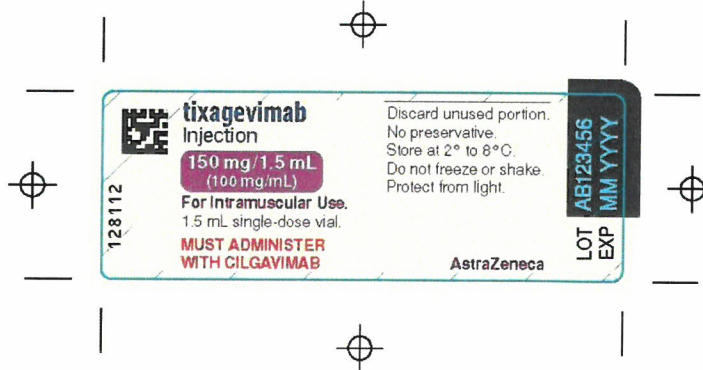 tixagevimab
Injection
150 mg/1.5 mL
(100 mg/mL)
For Intramuscular Use.
1.5 mL single-dose vial.
MUST ADMINISTER
WITH CILGAVIMAB
128112
Discard unused portion.
No preservative.
Store at 2° to 8°C.
Do not freeze or shake.
Protect from light.
AstraZeneca
LOT AB123456
EXP MM YYYY